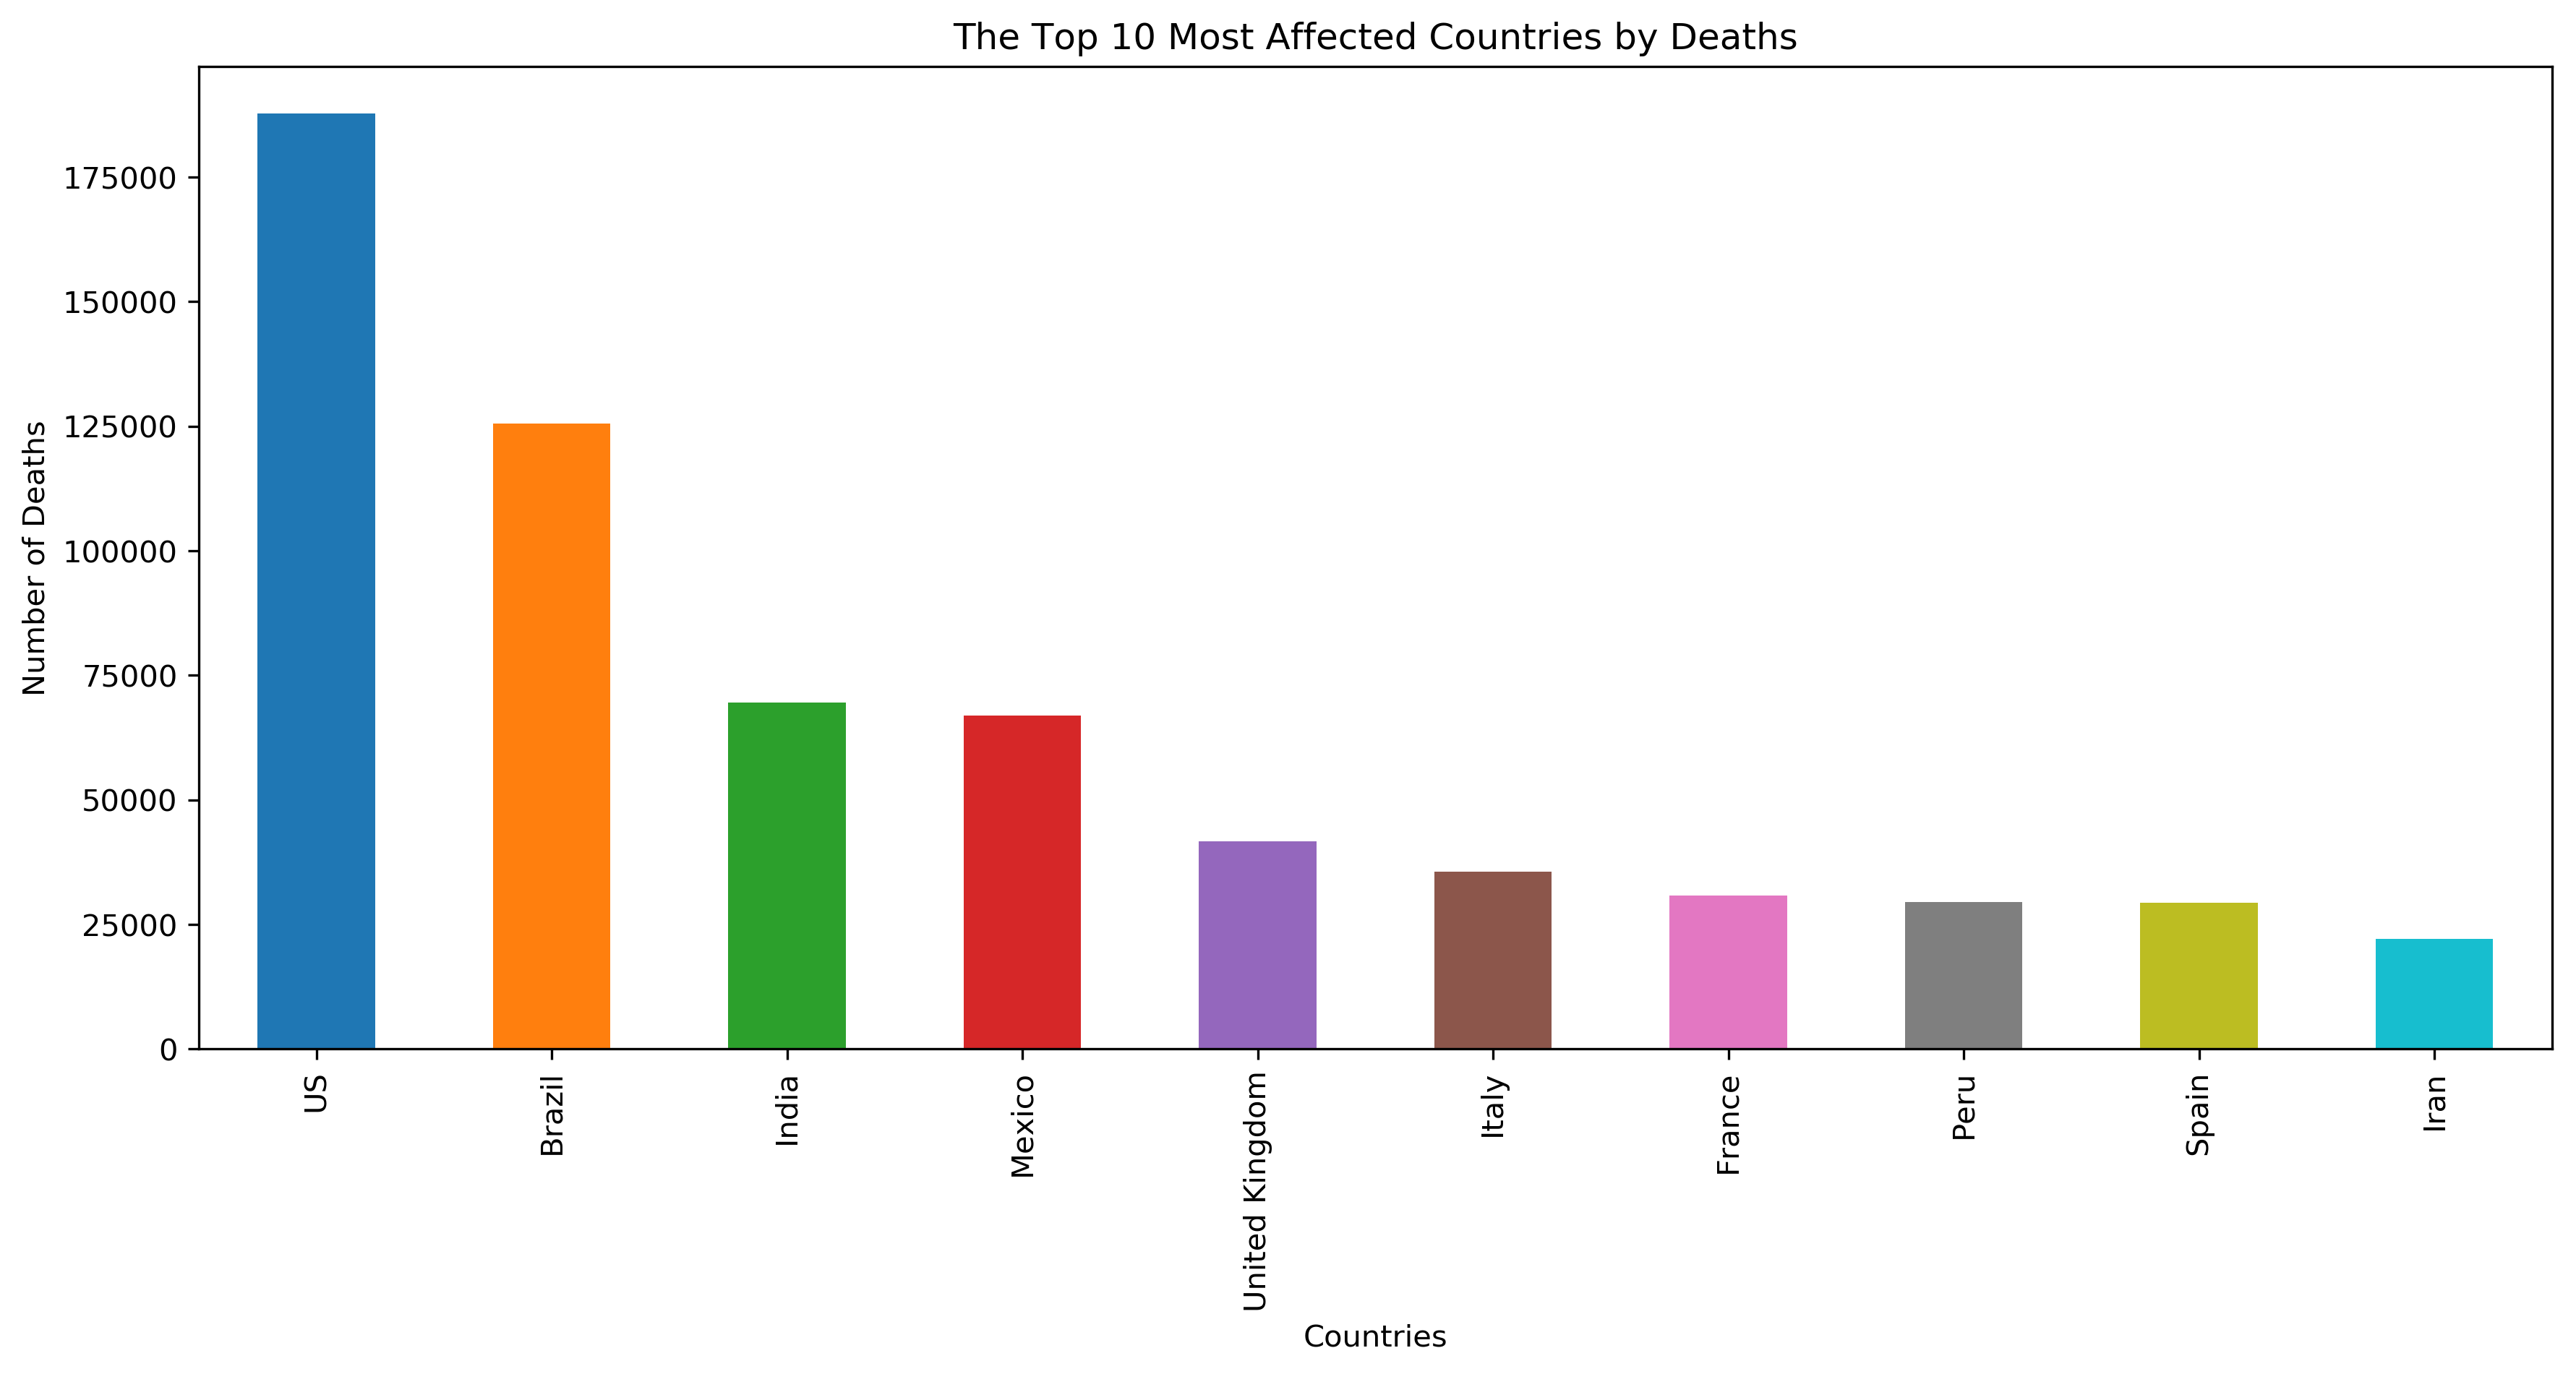 The Top 10 Most Affected Countries by Deaths
Number of Deaths
175000
150000
125000
100000
75000
50000
25000
0
US
Brazil
India
Mexico
United Kingdom
Italy
France
Peru
Spain
Iran
Countries